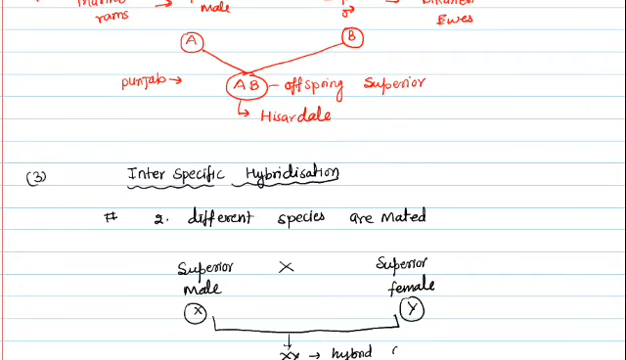 rams → male ♂ → Ewes
A B
punjab → AB - offspring Superior
↳ Hisardale
(3) Inter Specific Hybridisation
# 2. different species are Mated
Superior male × Superior female
X Y
XY → hybrid (